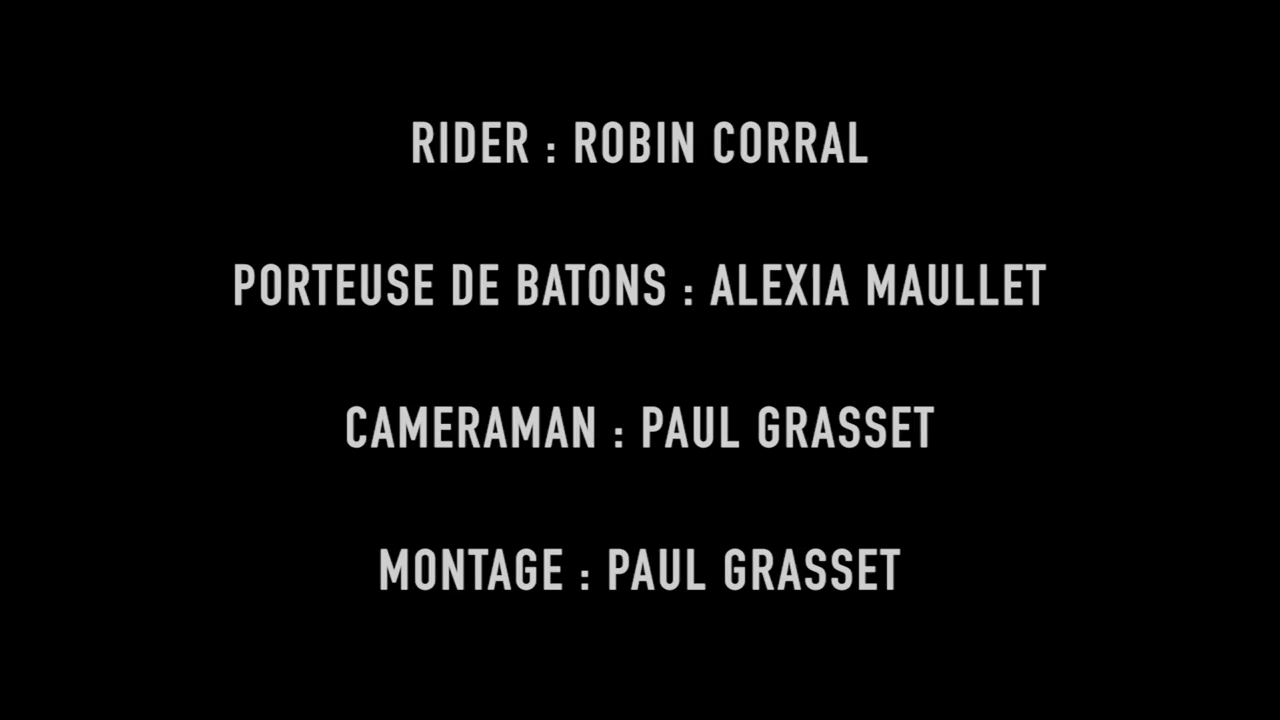 RIDER : ROBIN CORRAL
PORTEUSE DE BATONS : ALEXIA MAULLET
CAMERAMAN : PAUL GRASSET
MONTAGE : PAUL GRASSET